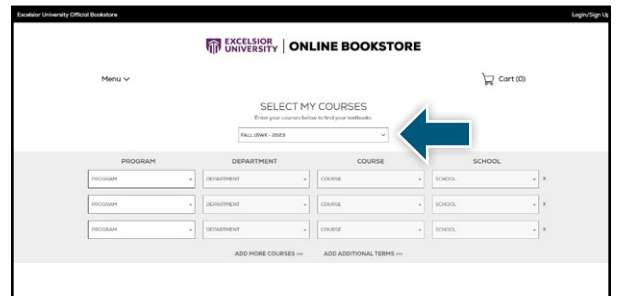 Excelsior University Official Bookstore Login/Sign Up
EXCELSIOR UNIVERSITY | ONLINE BOOKSTORE
Menu Cart (0)
SELECT MY COURSES
Enter your courses below to find your textbooks.
FALL 15WK - 2023
PROGRAM DEPARTMENT COURSE SCHOOL
PROGRAM DEPARTMENT COURSE SCHOOL X
PROGRAM DEPARTMENT COURSE SCHOOL X
PROGRAM DEPARTMENT COURSE SCHOOL X
ADD MORE COURSES >>> ADD ADDITIONAL TERMS >>>